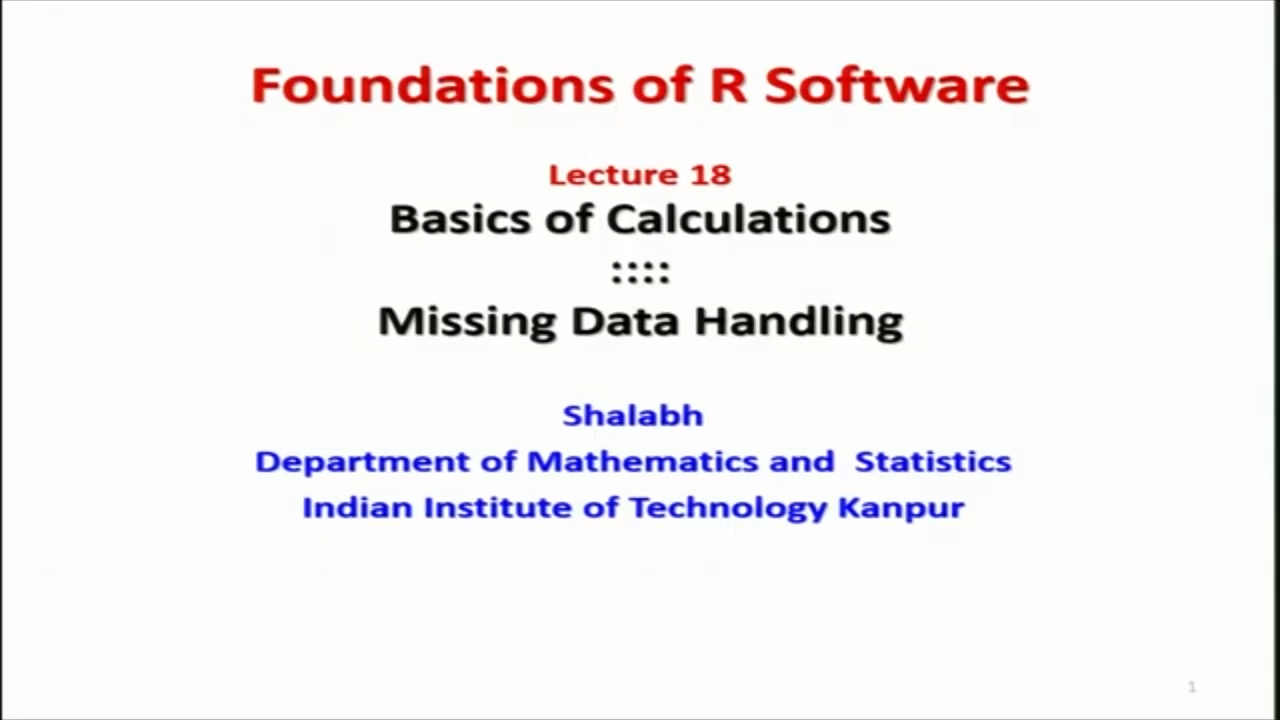 Foundations of R Software
Lecture 18
Basics of Calculations
::::
Missing Data Handling
Shalabh
Department of Mathematics and Statistics
Indian Institute of Technology Kanpur
1